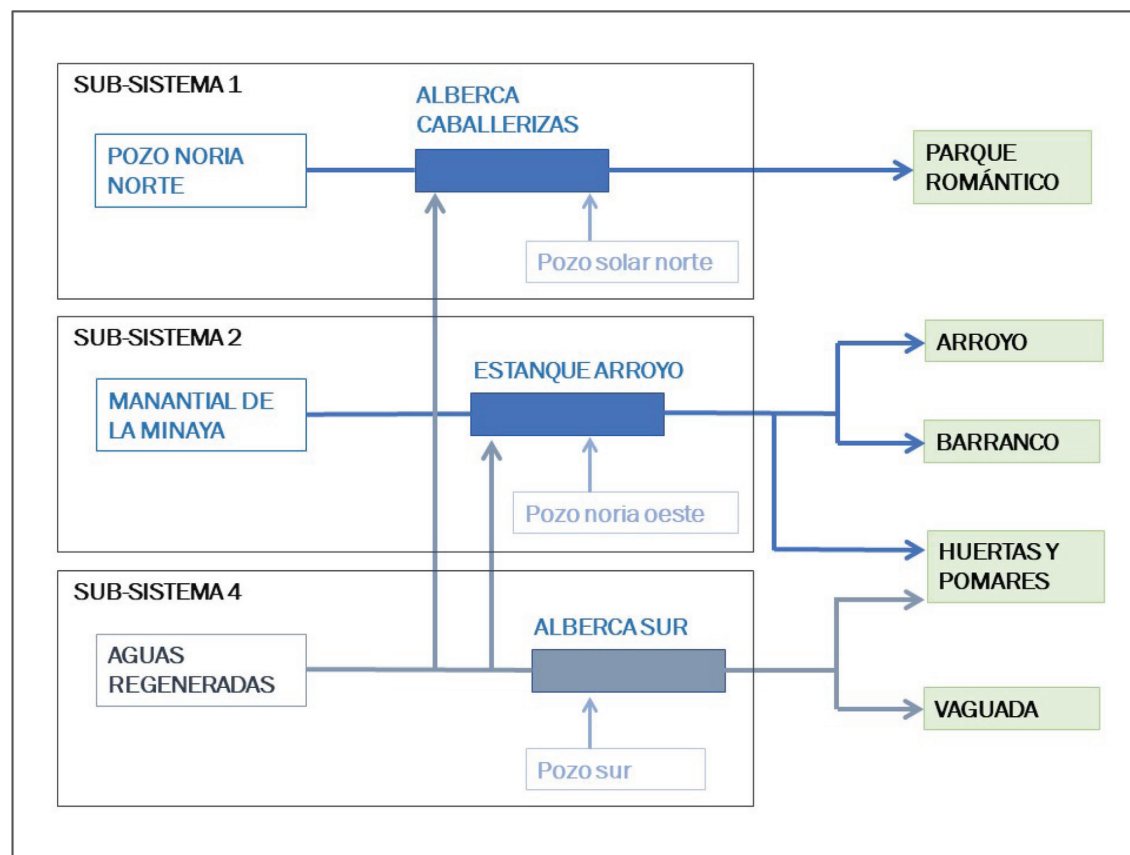 SUB-SISTEMA 1
ALBERCA
CABALLERIZAS
POZO NORIA
NORTE
PARQUE
ROMÁNTICO
Pozo solar norte
SUB-SISTEMA 2
ESTANQUE ARROYO
ARROYO
MANANTIAL DE
LA MINAYA
BARRANCO
Pozo noria oeste
HUERTAS Y
POMARES
SUB-SISTEMA 4
ALBERCA SUR
AGUAS
REGENERADAS
VAGUADA
Pozo sur